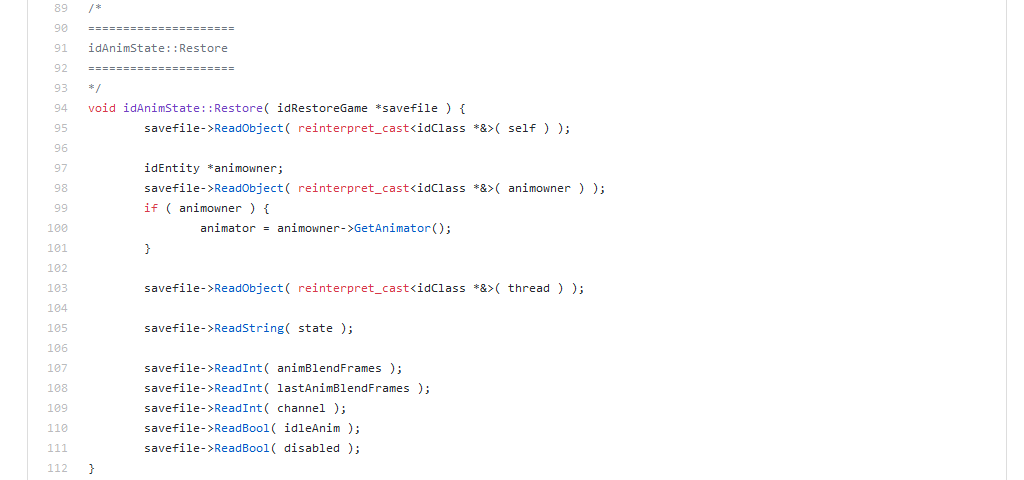 89 /*
90 =====================
91 idAnimState::Restore
92 =====================
93 */
94 void idAnimState::Restore( idRestoreGame *savefile ) {
95 savefile->ReadObject( reinterpret_cast<idClass *&>( self ) );
96
97 idEntity *animowner;
98 savefile->ReadObject( reinterpret_cast<idClass *&>( animowner ) );
99 if ( animowner ) {
100 animator = animowner->GetAnimator();
101 }
102
103 savefile->ReadObject( reinterpret_cast<idClass *&>( thread ) );
104
105 savefile->ReadString( state );
106
107 savefile->ReadInt( animBlendFrames );
108 savefile->ReadInt( lastAnimBlendFrames );
109 savefile->ReadInt( channel );
110 savefile->ReadBool( idleAnim );
111 savefile->ReadBool( disabled );
112 }